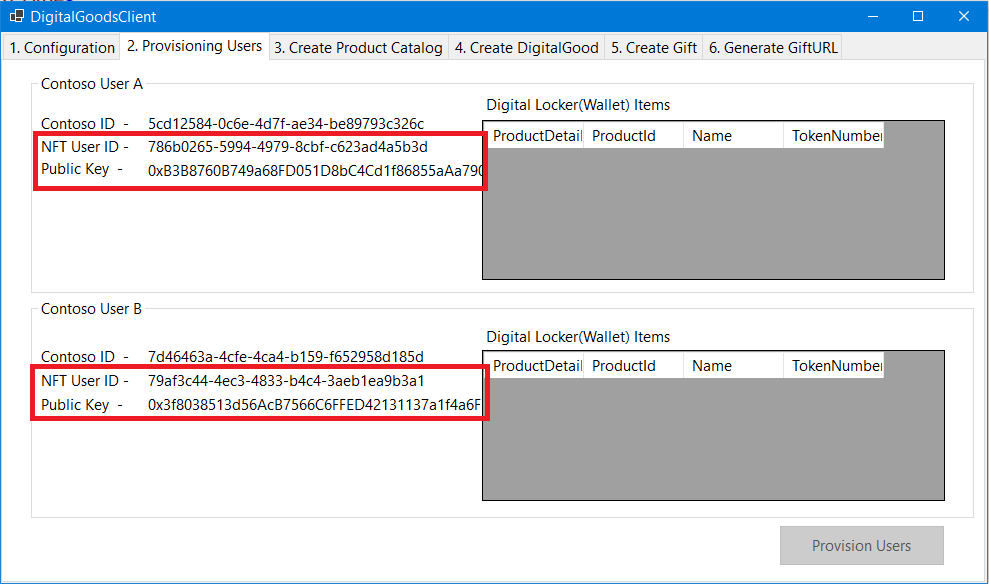 DigitalGoodsClient
1. Configuration 2. Provisioning Users 3. Create Product Catalog 4. Create DigitalGood 5. Create Gift 6. Generate GiftURL
Contoso User A
Digital Locker(Wallet) Items
Contoso ID - 5cd12584-0c6e-4d7f-ae34-be89793c326c
ProductDetail ProductId Name TokenNumber
NFT User ID - 786b0265-5994-4979-8cbf-c623ad4a5b3d
Public Key - 0xB3B8760B749a68FD051D8bC4Cd1f86855aAa790
Contoso User B
Digital Locker(Wallet) Items
Contoso ID - 7d46463a-4cfe-4ca4-b159-f652958d185d
ProductDetail ProductId Name TokenNumber
NFT User ID - 79af3c44-4ec3-4833-b4c4-3aeb1ea9b3a1
Public Key - 0x3f8038513d56AcB7566C6FFED42131137a1f4a6F
Provision Users